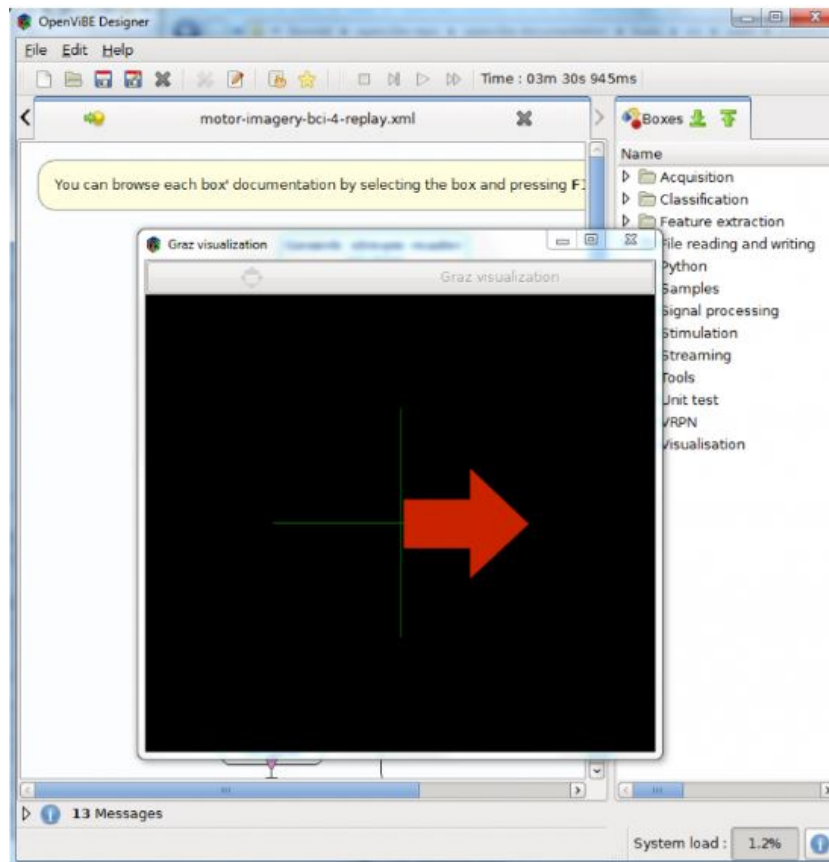 OpenViBE Designer
File Edit Help
Time : 03m 30s 945ms
motor-imagery-bci-4-replay.xml
Boxes
You can browse each box' documentation by selecting the box and pressing F
Name
Acquisition
Classification
Feature extraction
File reading and writing
Python
Samples
Signal processing
Stimulation
Streaming
Tools
Unit test
VRPN
Visualisation
Graz visualization
Graz visualization
13 Messages
System load : 1.2%